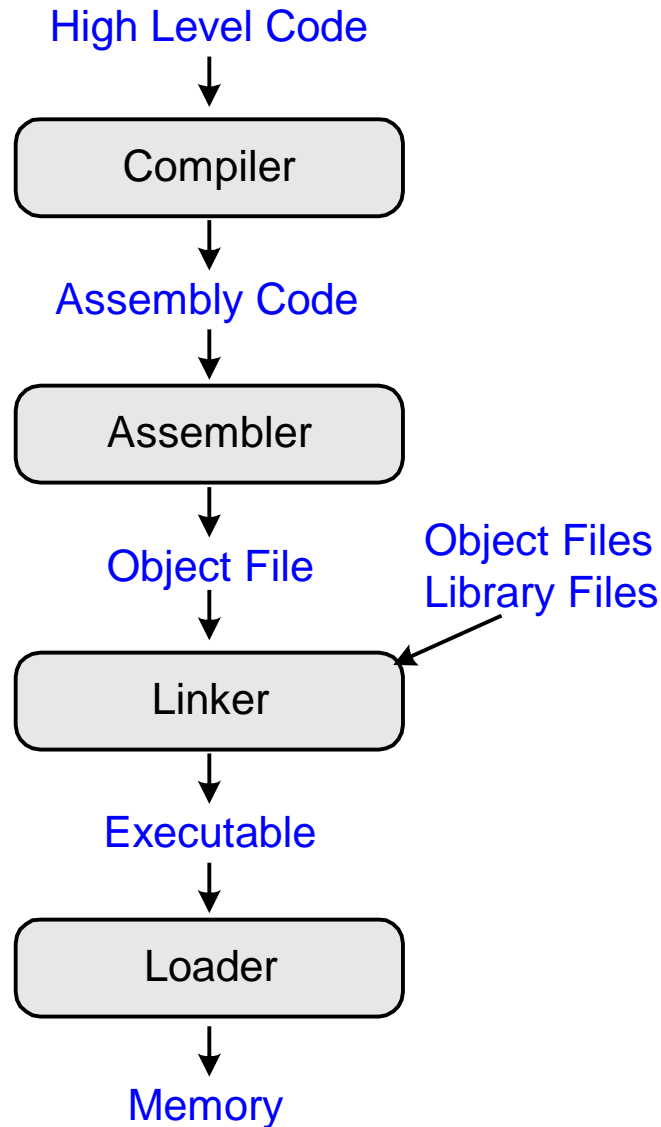 High Level Code
Compiler
Assembly Code
Assembler
Object File
Object Files
Library Files
Linker
Executable
Loader
Memory